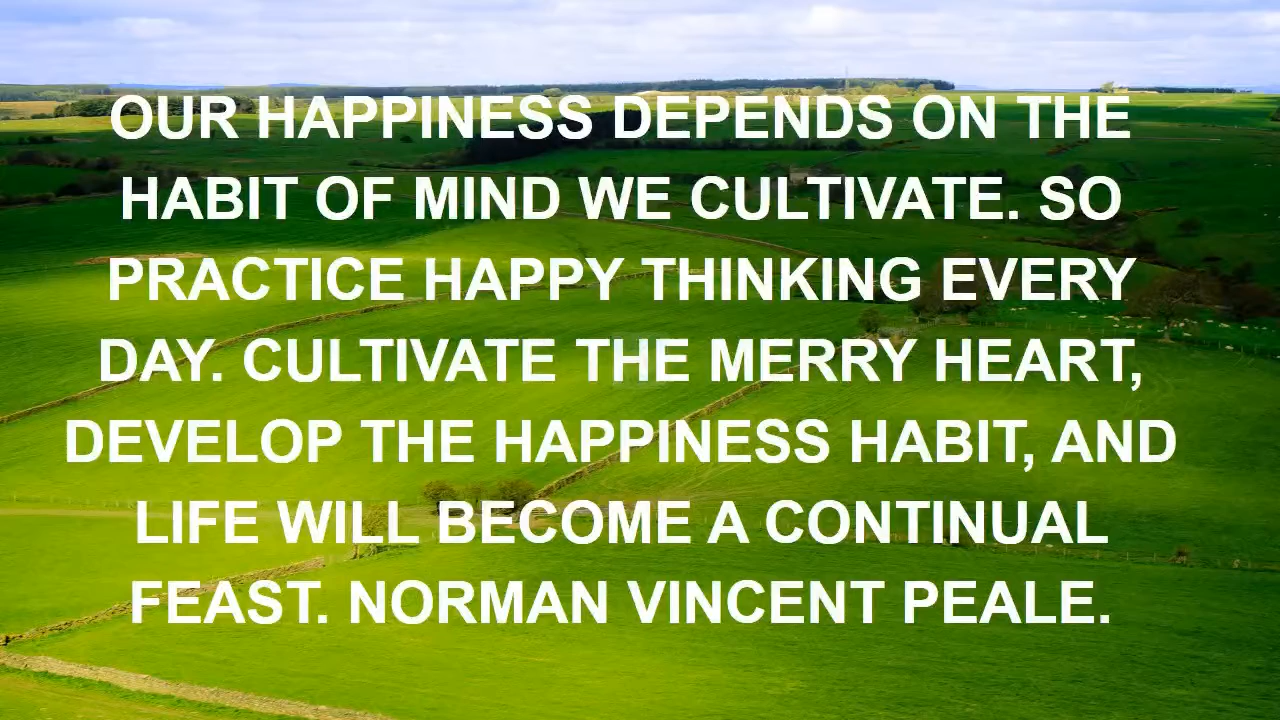 OUR HAPPINESS DEPENDS ON THE
HABIT OF MIND WE CULTIVATE. SO
PRACTICE HAPPY THINKING EVERY
DAY. CULTIVATE THE MERRY HEART,
DEVELOP THE HAPPINESS HABIT, AND
LIFE WILL BECOME A CONTINUAL
FEAST. NORMAN VINCENT PEALE.